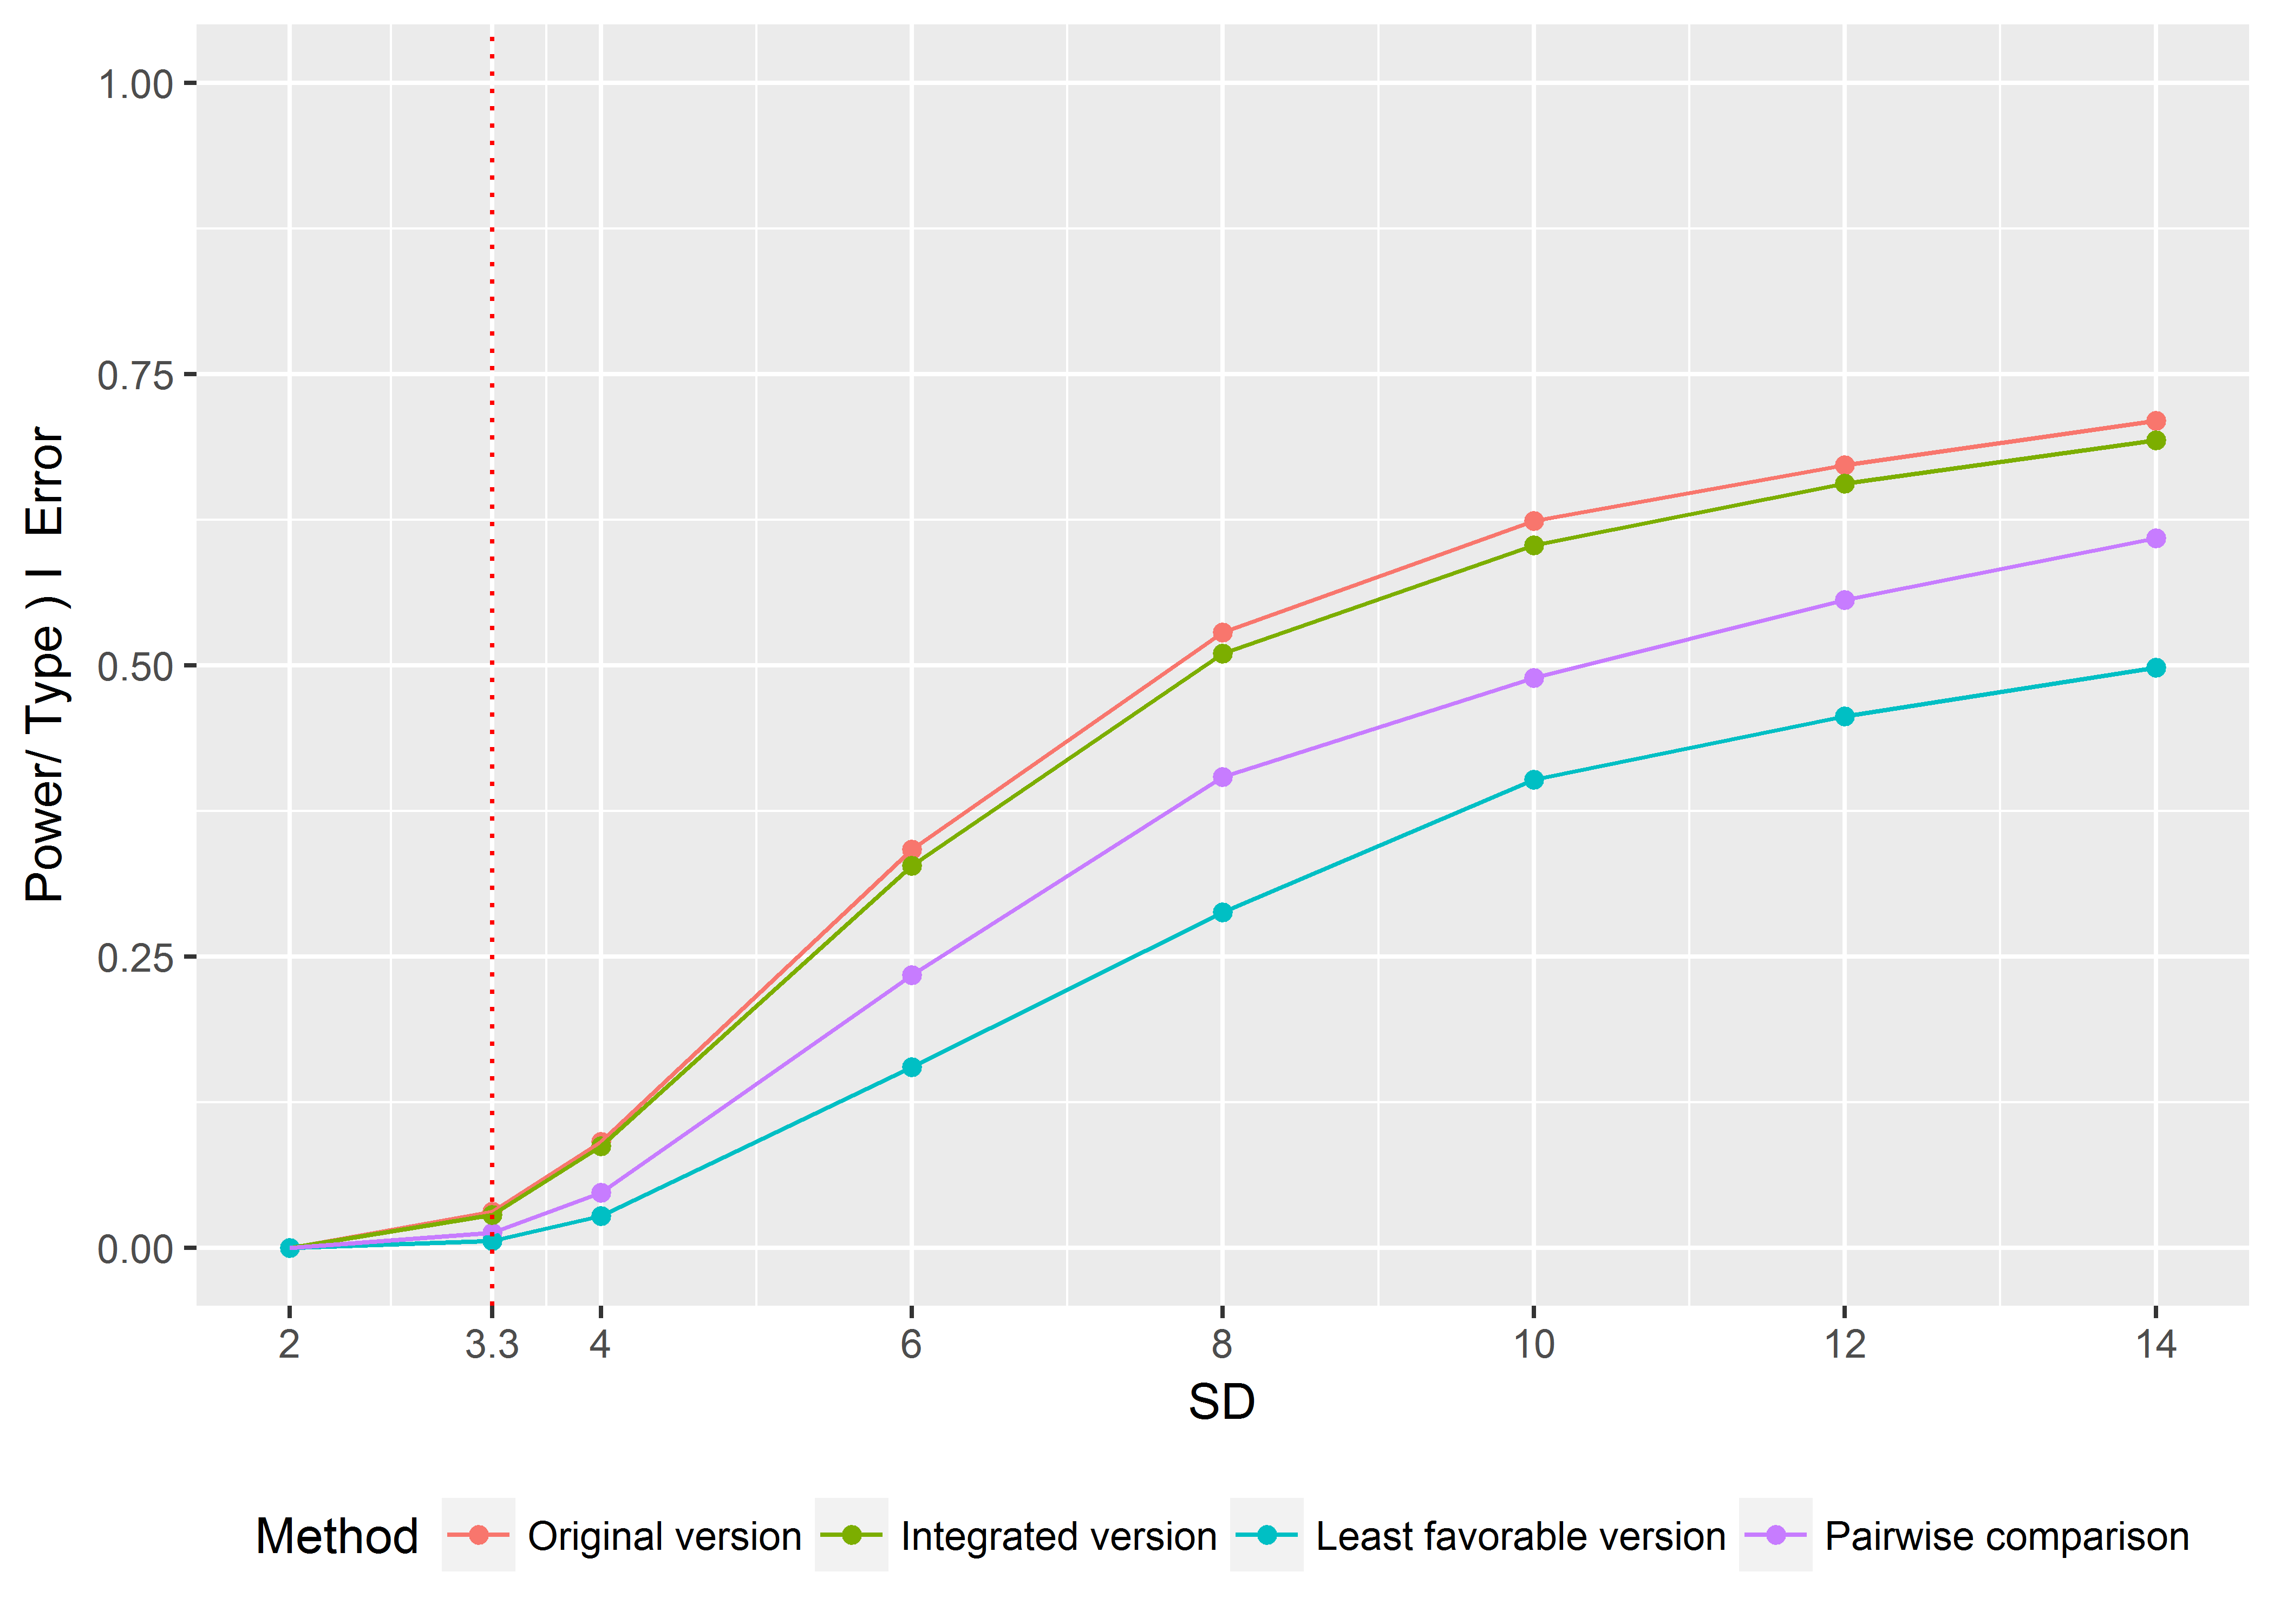 1.00
0.75
0.50
0.25
0.00
Power/ Type ) I Error
2 3.3 4 6 8 10 12 14
SD
Method Original version Integrated version Least favorable version Pairwise comparison